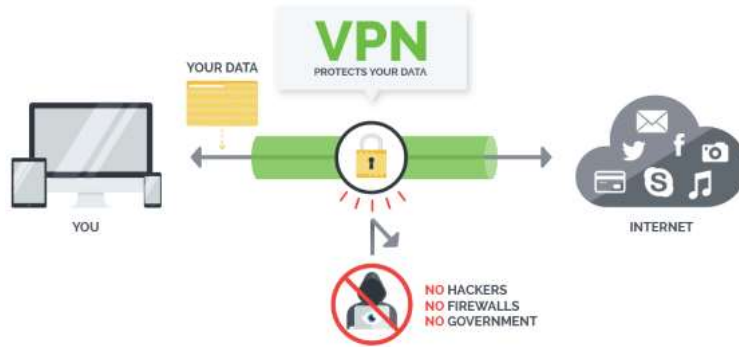 VPN
PROTECTS YOUR DATA
YOUR DATA
YOU
INTERNET
NO HACKERS
NO FIREWALLS
NO GOVERNMENT